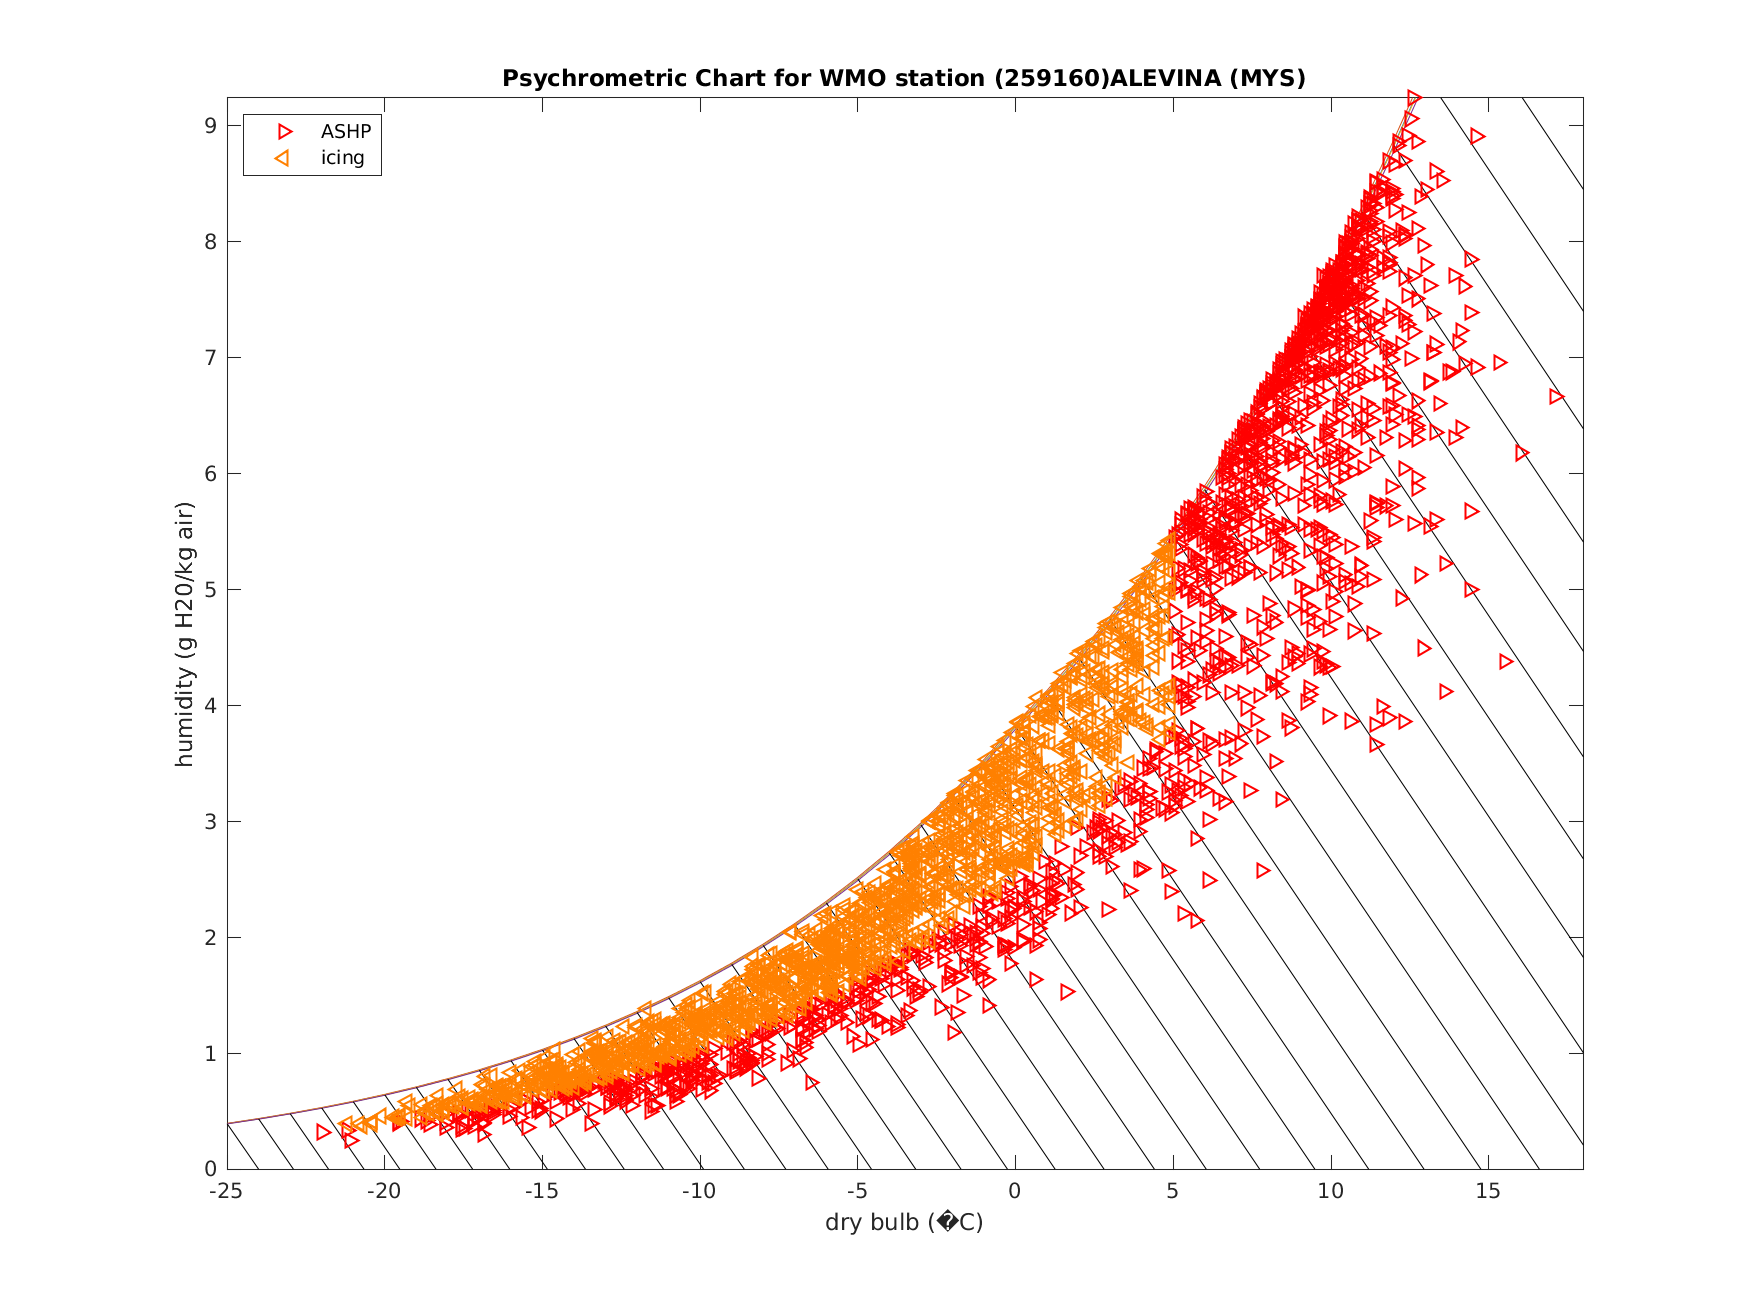 Psychrometric Chart for WMO station (259160)ALEVINA (MYS)
ASHP
icing
9
8
7
6
5
4
3
2
1
0
humidity (g H20/kg air)
-25 -20 -15 -10 -5 0 5 10 15
dry bulb (�C)